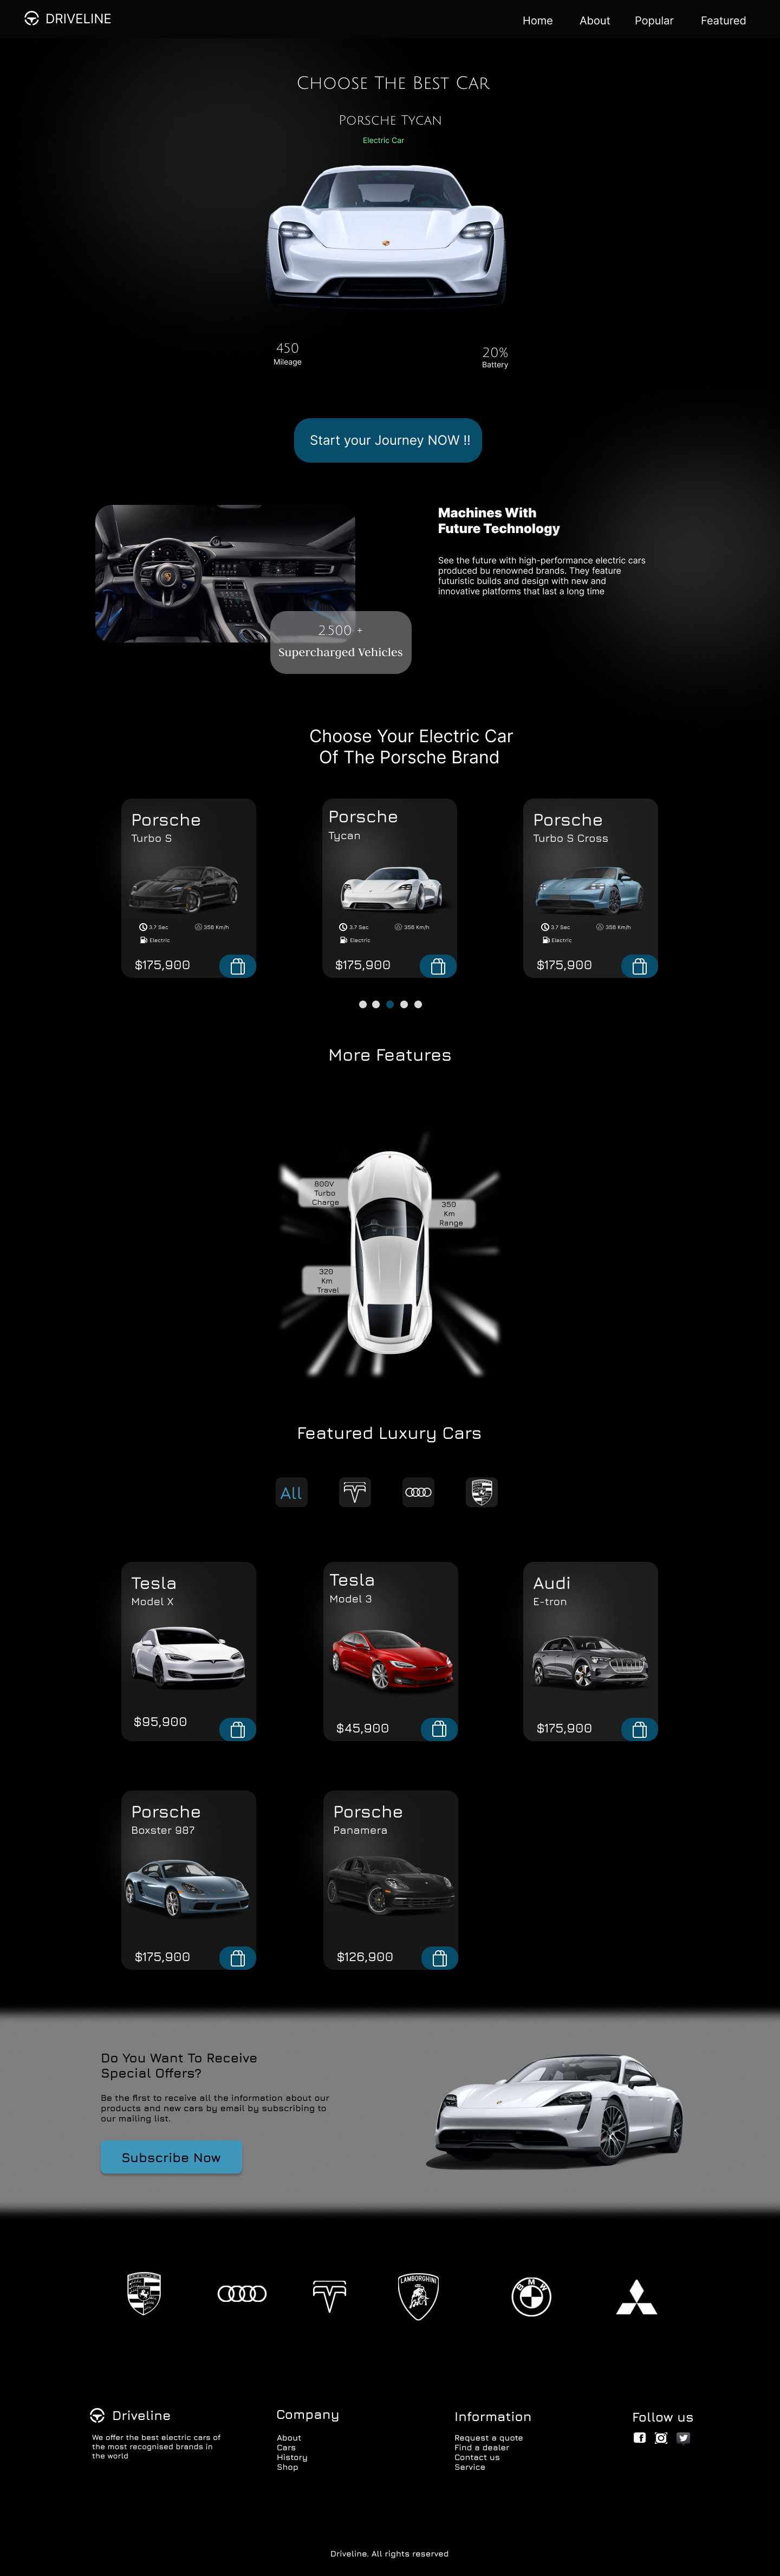 DRIVELINE
Home About Popular Featured
Choose The Best Car
Porsche Tycan
Electric Car
450
Mileage
20%
Battery
Start your Journey NOW !!
Machines With
Future Technology
See the future with high-performance electric cars
produced by renowned brands. They feature
futuristic builds and design with new and
innovative platforms that last a long time
2.500 +
Supercharged Vehicles
Choose Your Electric Car
Of The Porsche Brand
Porsche
Turbo S
3.7 Sec 356 Km/h
Electric
$175,900
Porsche
Tycan
3.7 Sec 356 Km/h
Electric
$175,900
Porsche
Turbo S Cross
3.7 Sec 356 Km/h
Electric
$175,900
More Features
800V
Turbo
Charge
350
Km
Range
320
Km
Travel
Featured Luxury Cars
All
Tesla
Model X
$95,900
Tesla
Model 3
$45,900
Audi
E-tron
$175,900
Porsche
Boxster 987
$175,900
Porsche
Panamera
$126,900
Do You Want To Receive
Special Offers?
Be the first to receive all the information about our
products and new cars by email by subscribing to
our mailing list.
Subscribe Now
LAMBORGHINI
BMW
Driveline
We offer the best electric cars of
the most recognised brands in
the world
Company
About
Cars
History
Shop
Information
Request a quote
Find a dealer
Contact us
Service
Follow us
Driveline. All rights reserved